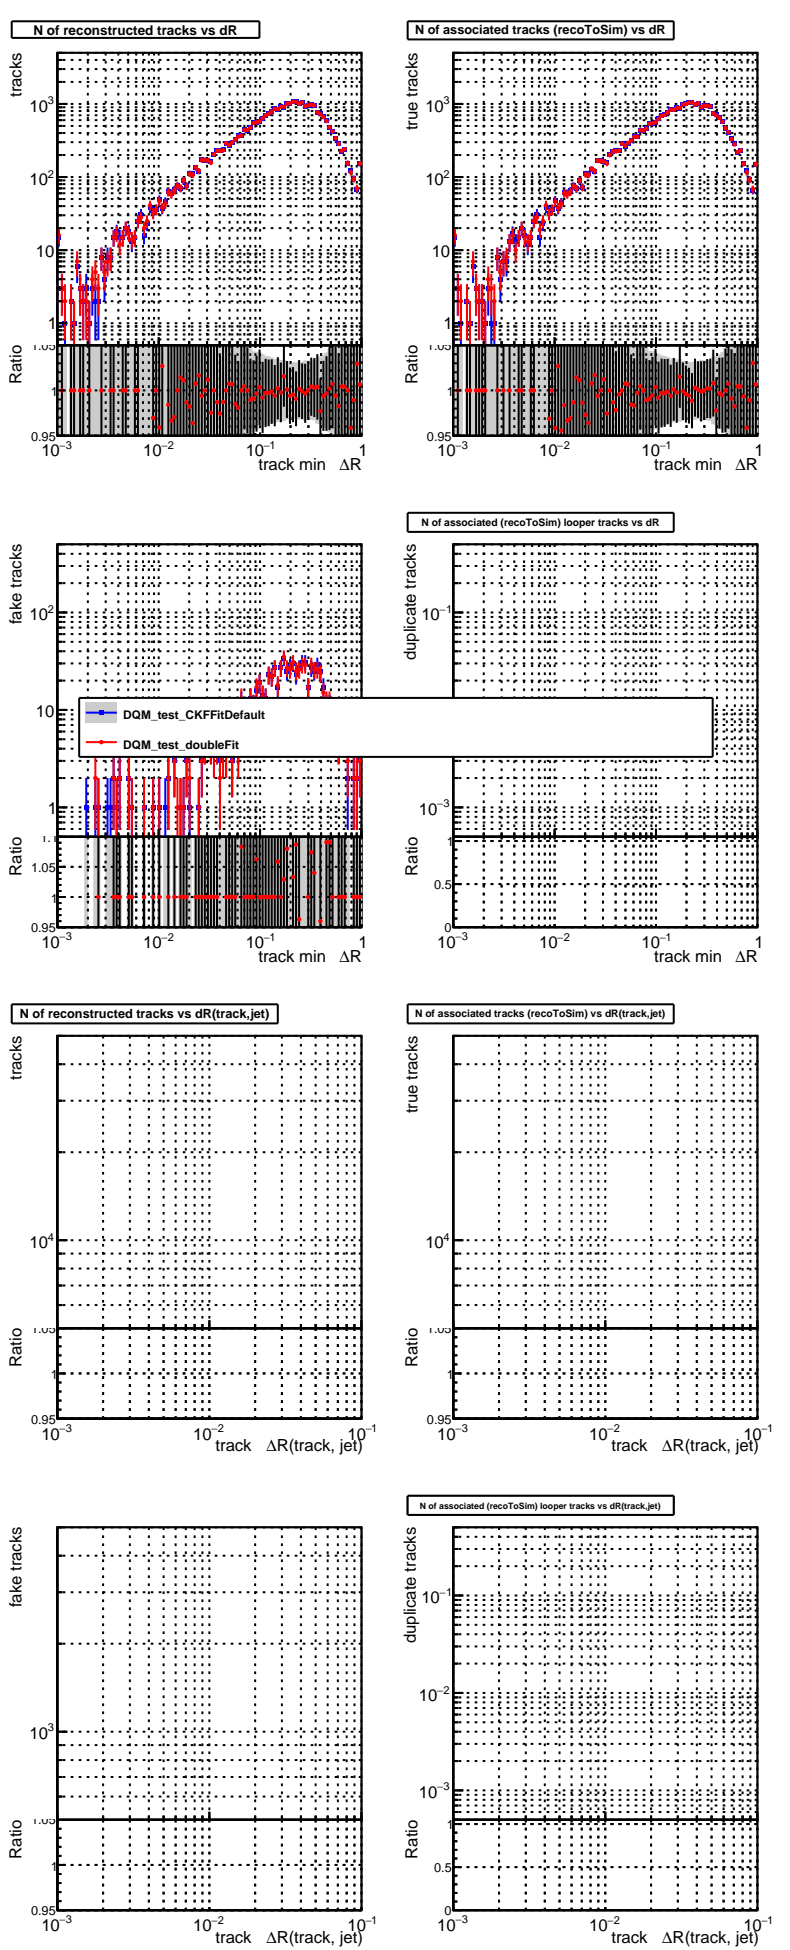 N of reconstructed tracks vs dR
tracks
10³
10²
10
1
Ratio
1.05
1
0.95
10⁻³
10⁻²
10⁻¹
1
track min ΔR
N of associated tracks (recoToSim) vs dR
true tracks
10³
10²
10
1
Ratio
1.05
1
0.95
10⁻³
10⁻²
10⁻¹
1
track min ΔR
fake tracks
10²
10
1
Ratio
1.1
1.05
1
0.95
10⁻³
10⁻²
10⁻¹
1
track min ΔR
N of associated (recoToSim) looper tracks vs dR
duplicate tracks
10⁻¹
10⁻³
Ratio
1
0.5
0
10⁻³
10⁻²
10⁻¹
1
track min ΔR
DQM_test_CKFFitDefault
DQM_test_doubleFit
N of reconstructed tracks vs dR(track,jet)
tracks
10⁴
Ratio
1.05
1
0.95
10⁻³
10⁻²
10⁻¹
track ΔR(track, jet)
N of associated tracks (recoToSim) vs dR(track,jet)
true tracks
10⁴
Ratio
1.05
1
0.95
10⁻³
10⁻²
10⁻¹
track ΔR(track, jet)
fake tracks
10³
Ratio
1.05
1
0.95
10⁻³
10⁻²
10⁻¹
track ΔR(track, jet)
N of associated (recoToSim) looper tracks vs dR(track,jet)
duplicate tracks
10⁻¹
10⁻²
10⁻³
Ratio
1
0.5
0
10⁻³
10⁻²
10⁻¹
track ΔR(track, jet)